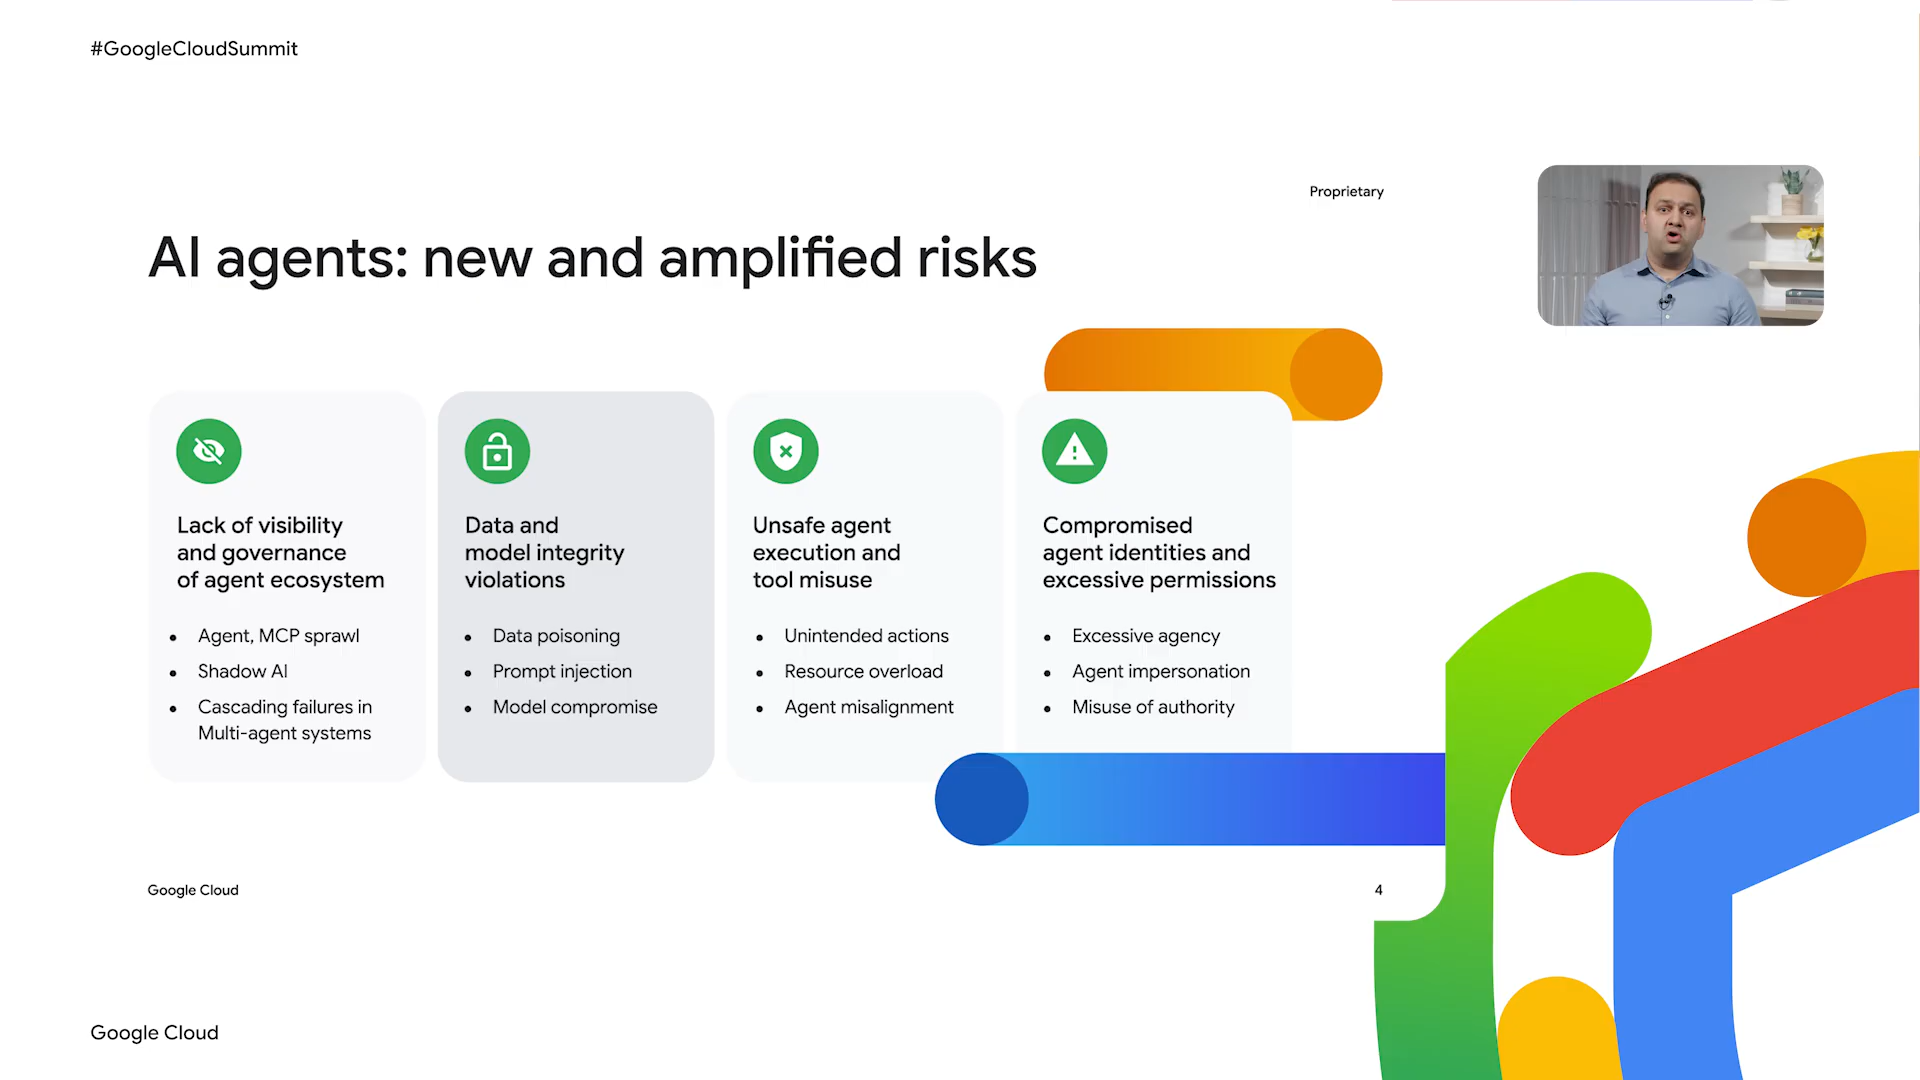 #GoogleCloudSummit
Proprietary
AI agents: new and amplified risks
Lack of visibility
and governance
of agent ecosystem
• Agent, MCP sprawl
• Shadow AI
• Cascading failures in
Multi-agent systems
Data and
model integrity
violations
• Data poisoning
• Prompt injection
• Model compromise
Unsafe agent
execution and
tool misuse
• Unintended actions
• Resource overload
• Agent misalignment
Compromised
agent identities and
excessive permissions
• Excessive agency
• Agent impersonation
• Misuse of authority
Google Cloud
4
Google Cloud